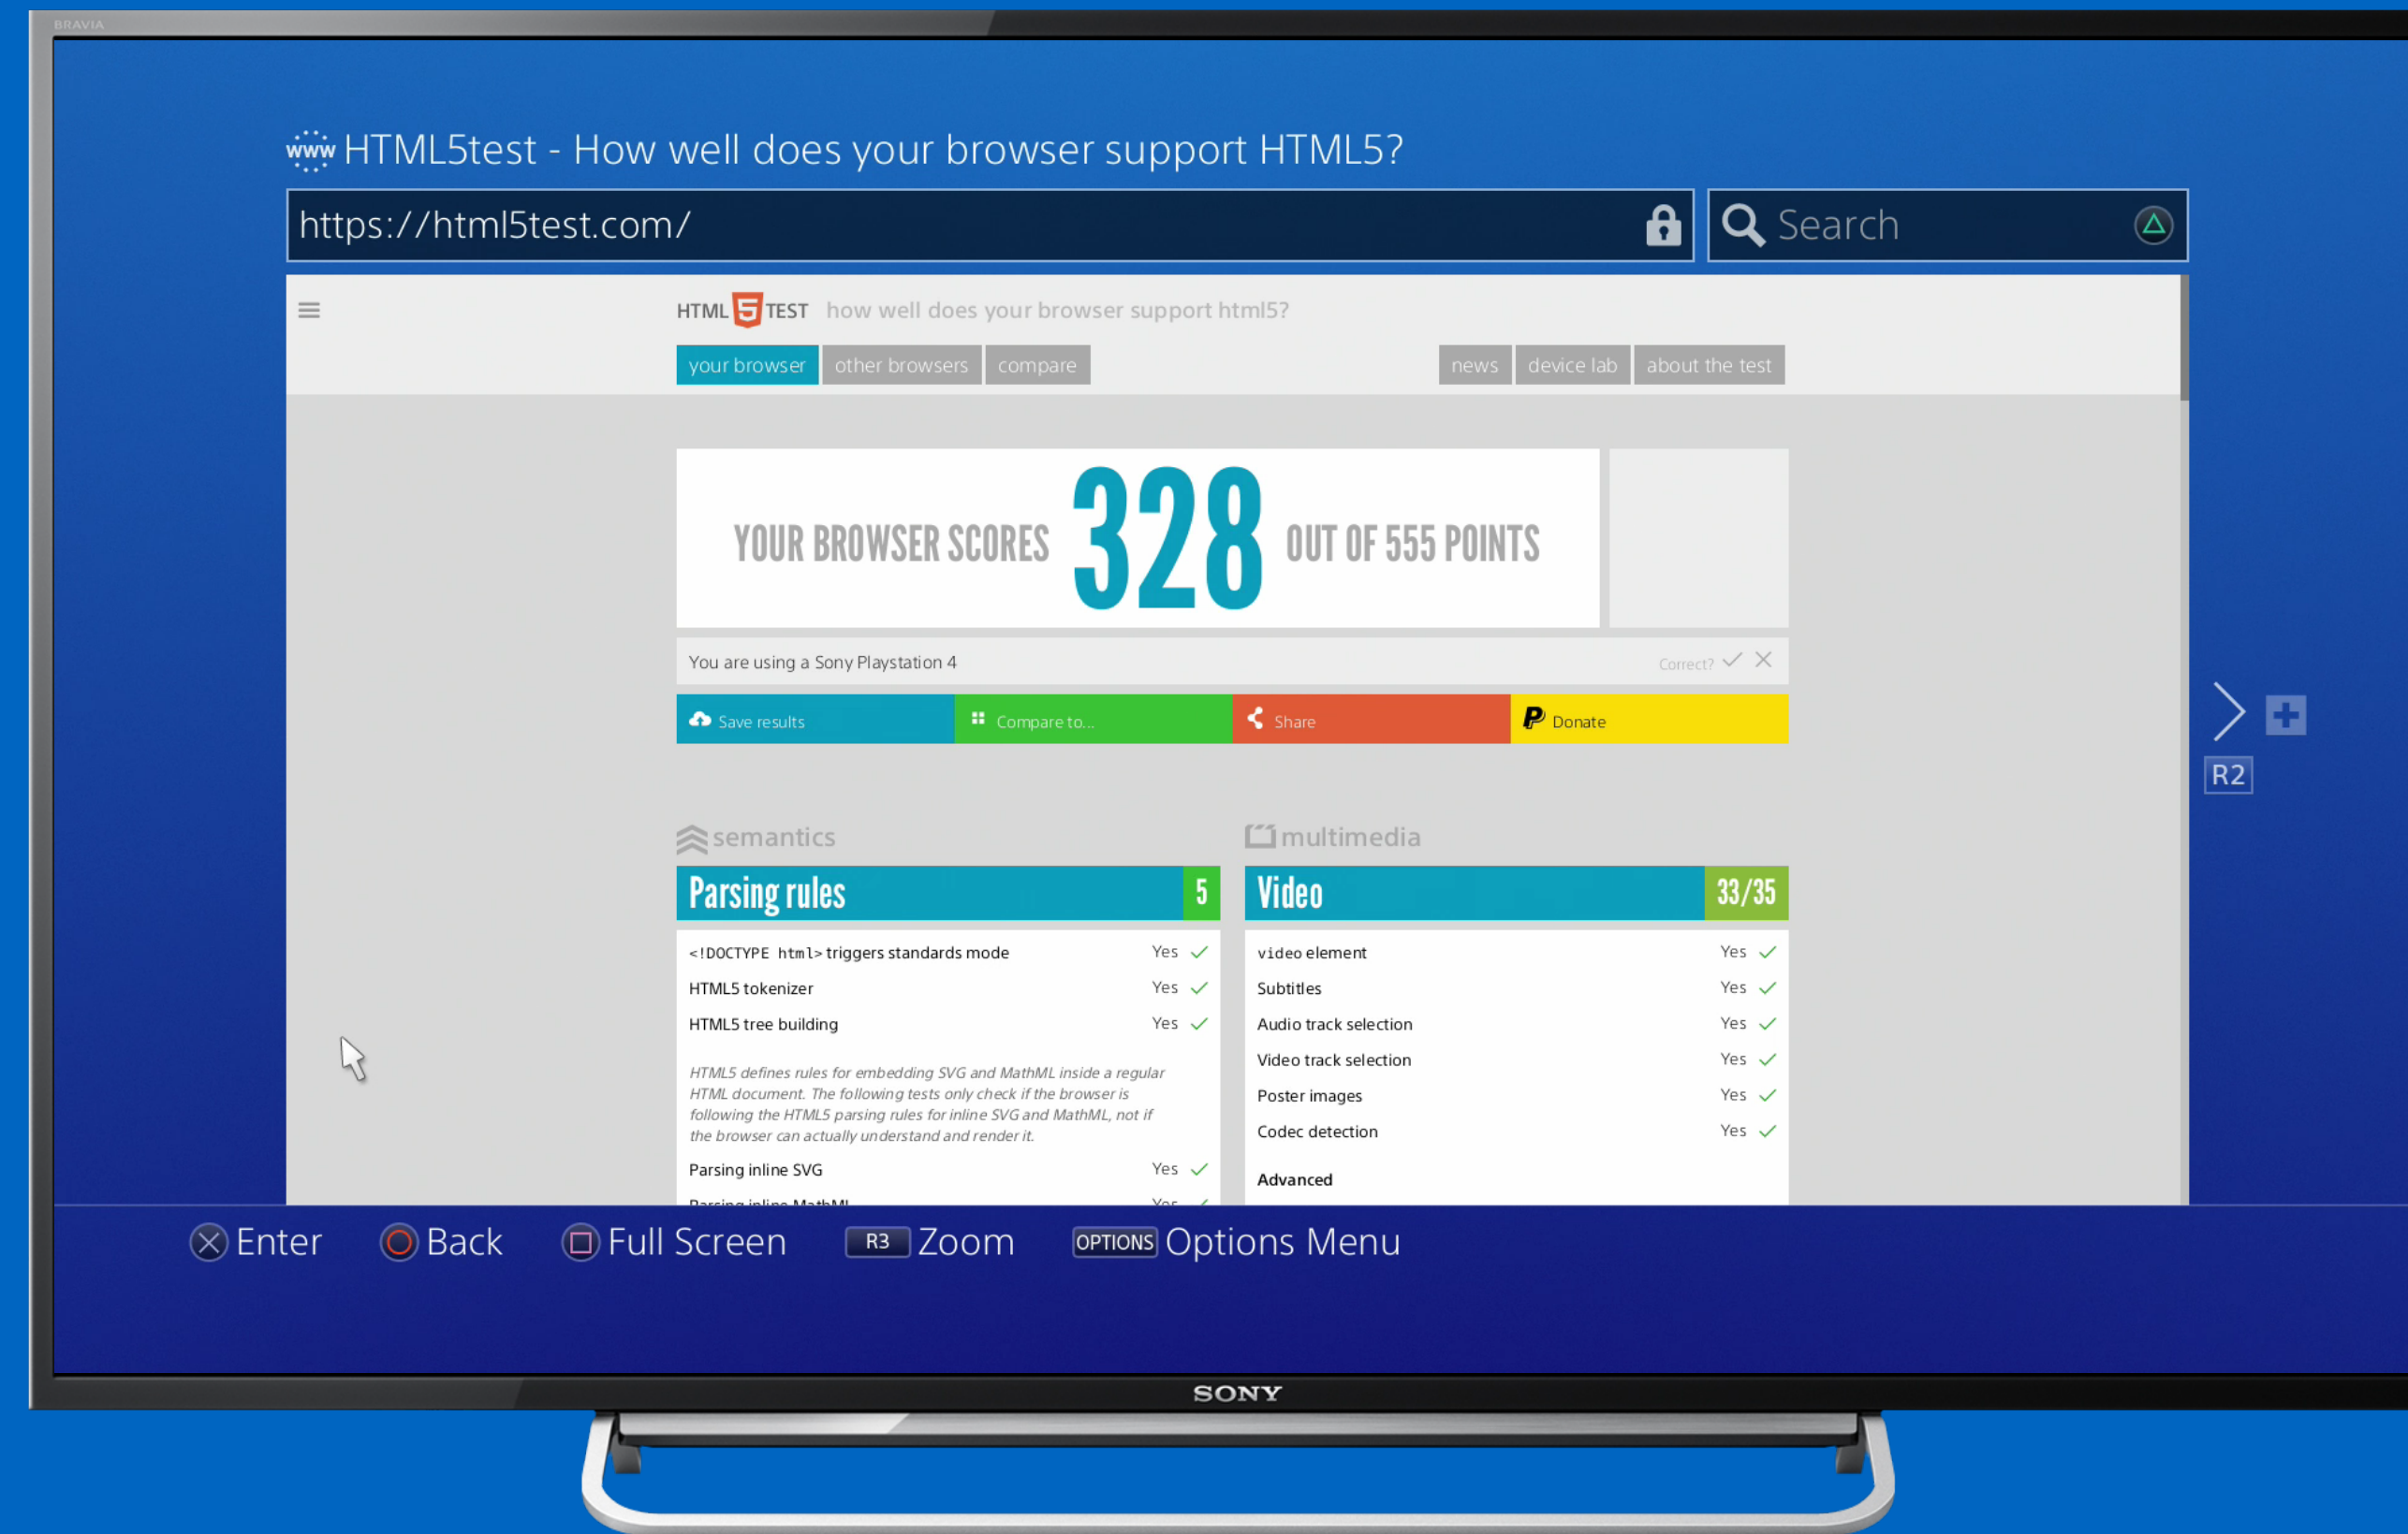 BRAVIA
www HTML5test - How well does your browser support HTML5?
https://html5test.com/ Search
HTML 5 TEST how well does your browser support html5?
your browser other browsers compare news device lab about the test
YOUR BROWSER SCORES 328 OUT OF 555 POINTS
You are using a Sony Playstation 4 Correct?
Save results Compare to... Share Donate
semantics
Parsing rules 5
<!DOCTYPE html> triggers standards mode Yes
HTML5 tokenizer Yes
HTML5 tree building Yes
HTML5 defines rules for embedding SVG and MathML inside a regular
HTML document. The following tests only check if the browser is
following the HTML5 parsing rules for inline SVG and MathML, not if
the browser can actually understand and render it.
Parsing inline SVG Yes
Parsing inline MathML Yes
multimedia
Video 33/35
video element Yes
Subtitles Yes
Audio track selection Yes
Video track selection Yes
Poster images Yes
Codec detection Yes
Advanced
R2
Enter Back Full Screen R3 Zoom OPTIONS Options Menu
SONY